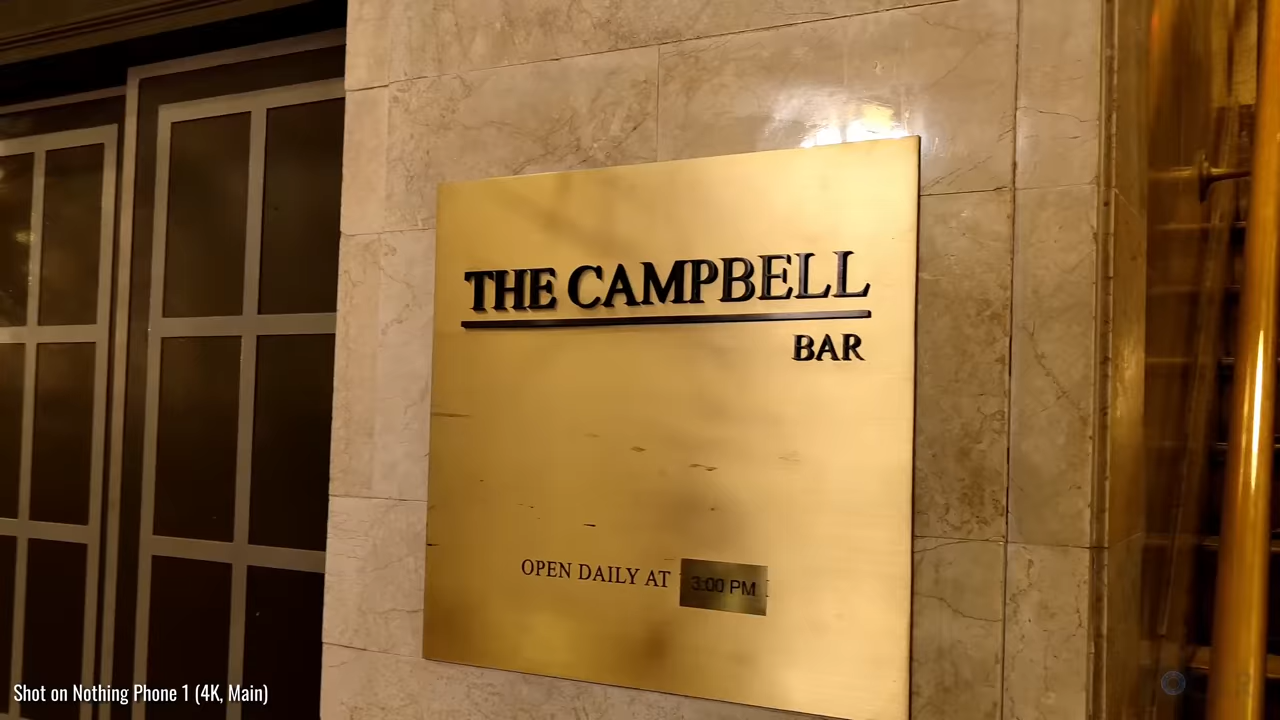 THE CAMPBELL
BAR
OPEN DAILY AT 3:00 PM
Shot on Nothing Phone 1 (4K, Main)